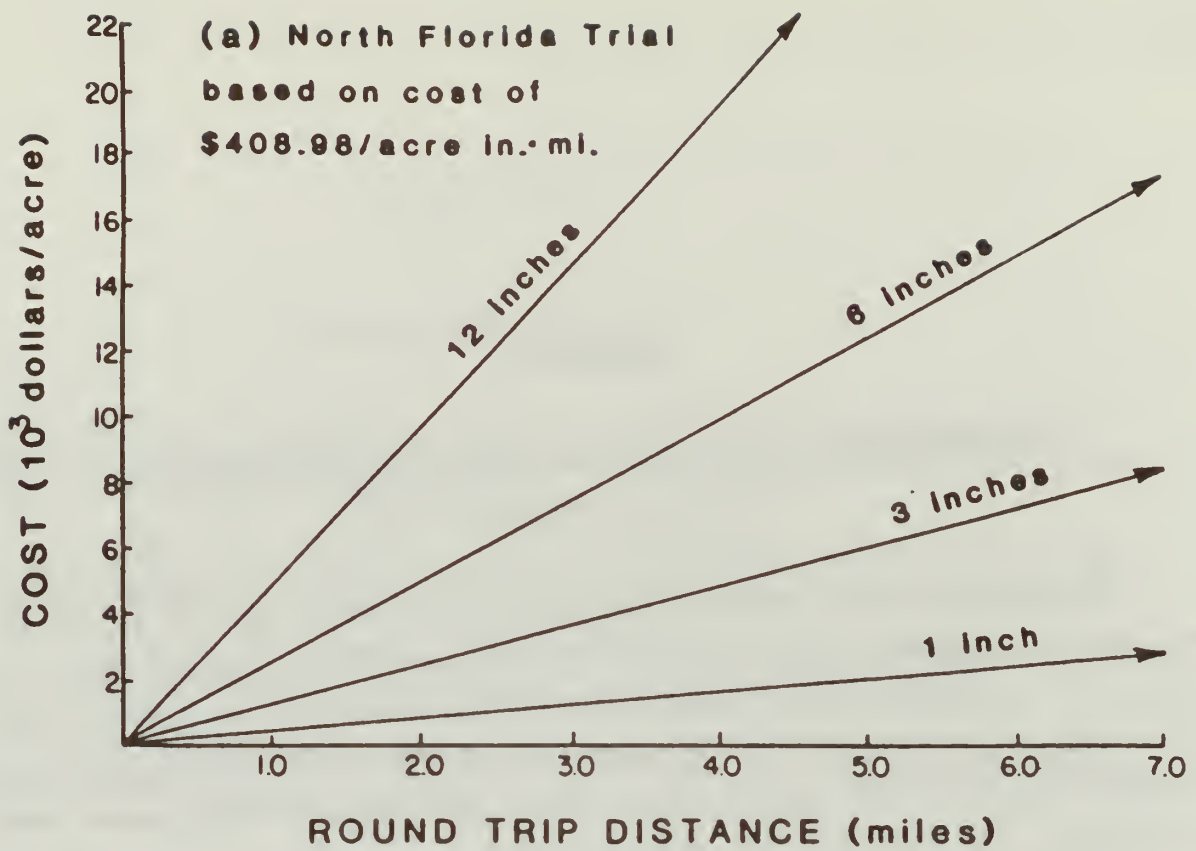 (a) North Florida Trial
based on cost of
$408.98/acre in.·mi.
COST (10³ dollars/acre)
22
20
18
16
14
12
10
8
6
4
2
12 inches
6 inches
3 inches
1 inch
1.0 2.0 3.0 4.0 5.0 6.0 7.0
ROUND TRIP DISTANCE (miles)